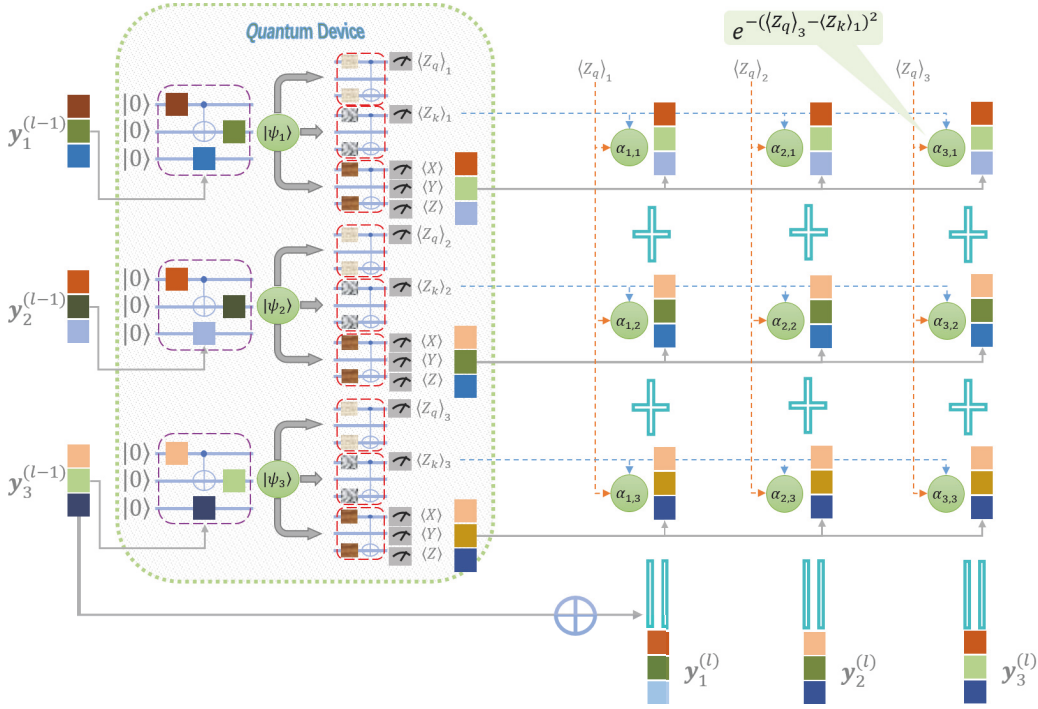 Quantum Device
e^{-(⟨Z_q⟩_3-⟨Z_k⟩_1)^2}
⟨Z_q⟩_1
⟨Z_q⟩_1 ⟨Z_q⟩_2 ⟨Z_q⟩_3
y_1^{(l-1)}
|0⟩
|0⟩
|0⟩
|ψ_1⟩
⟨Z_k⟩_1
⟨X⟩
⟨Y⟩
⟨Z⟩
α_{1,1} α_{2,1} α_{3,1}
⟨Z_q⟩_2
y_2^{(l-1)}
|0⟩
|0⟩
|0⟩
|ψ_2⟩
⟨Z_k⟩_2
⟨X⟩
⟨Y⟩
⟨Z⟩
α_{1,2} α_{2,2} α_{3,2}
⟨Z_q⟩_3
y_3^{(l-1)}
|0⟩
|0⟩
|0⟩
|ψ_3⟩
⟨Z_k⟩_3
⟨X⟩
⟨Y⟩
⟨Z⟩
α_{1,3} α_{2,3} α_{3,3}
y_1^{(l)} y_2^{(l)} y_3^{(l)}